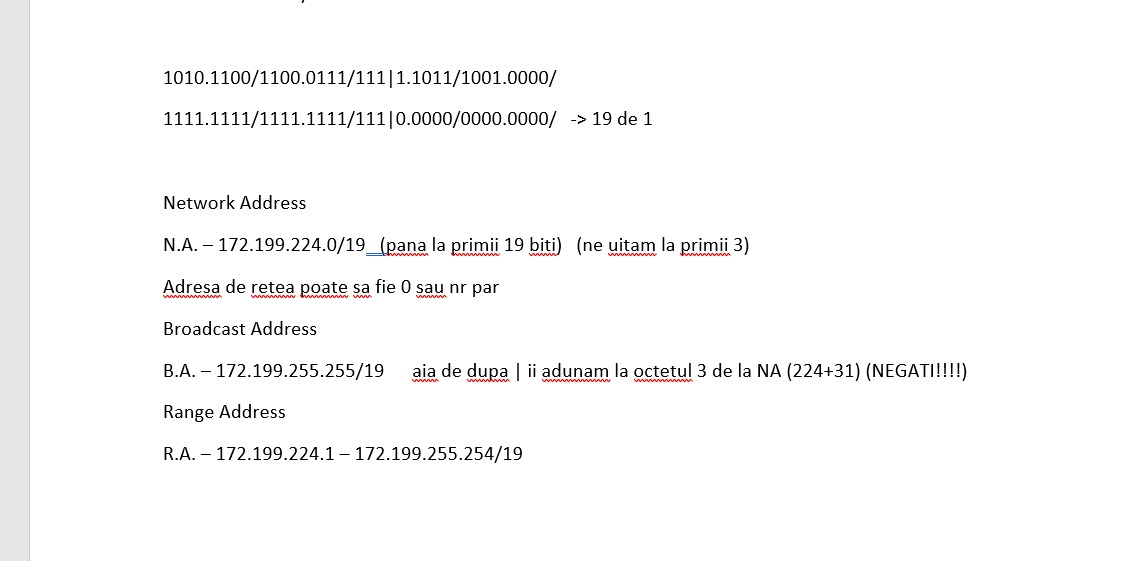 1010.1100/1100.0111/111|1.1011/1001.0000/
1111.1111/1111.1111/111|0.0000/0000.0000/ -> 19 de 1
Network Address
N.A. – 172.199.224.0/19 (pana la primii 19 biti) (ne uitam la primii 3)
Adresa de retea poate sa fie 0 sau nr par
Broadcast Address
B.A. – 172.199.255.255/19 aia de dupa | ii adunam la octetul 3 de la NA (224+31) (NEGATI!!!!)
Range Address
R.A. – 172.199.224.1 – 172.199.255.254/19